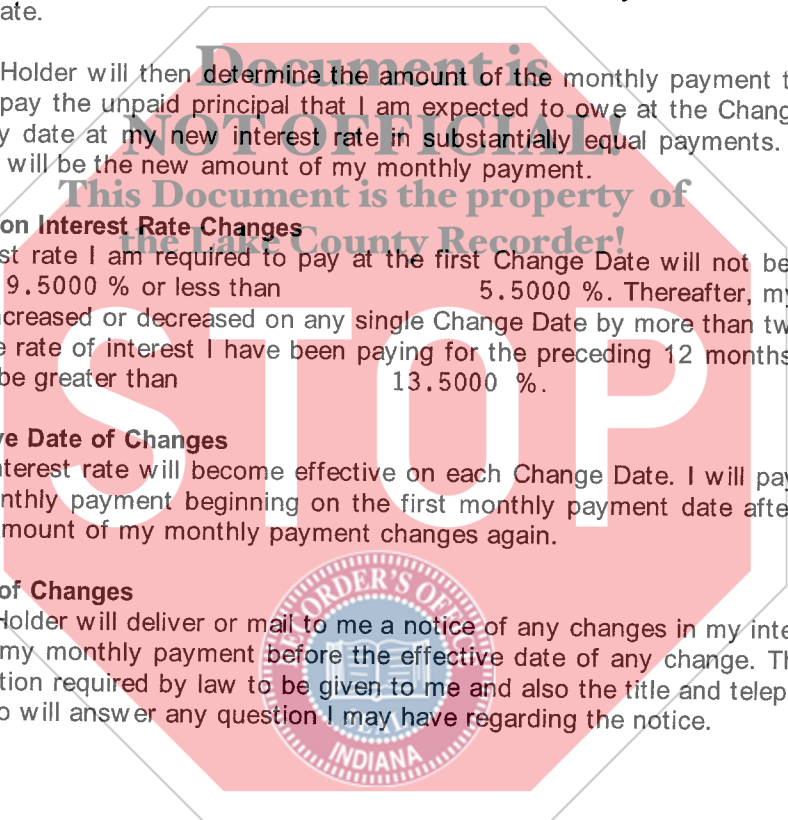 ate.
Holder will then determine the amount of the monthly payment t
pay the unpaid principal that I am expected to owe at the Chang
y date at my new interest rate in substantially equal payments.
will be the new amount of my monthly payment.
Document is
NOT OFFICIAL!
This Document is the property of
the Lake County Recorder!
on Interest Rate Changes
st rate I am required to pay at the first Change Date will not be
9.5000 % or less than 5.5000 %. Thereafter, my
creased or decreased on any single Change Date by more than tw
e rate of interest I have been paying for the preceding 12 months
be greater than 13.5000 %.
STOP
ve Date of Changes
nterest rate will become effective on each Change Date. I will pay
nthly payment beginning on the first monthly payment date afte
mount of my monthly payment changes again.
of Changes
Holder will deliver or mail to me a notice of any changes in my inte
my monthly payment before the effective date of any change. Th
tion required by law to be given to me and also the title and telep
o will answer any question I may have regarding the notice.
RECORDER'S OFFICE
SEAL
INDIANA